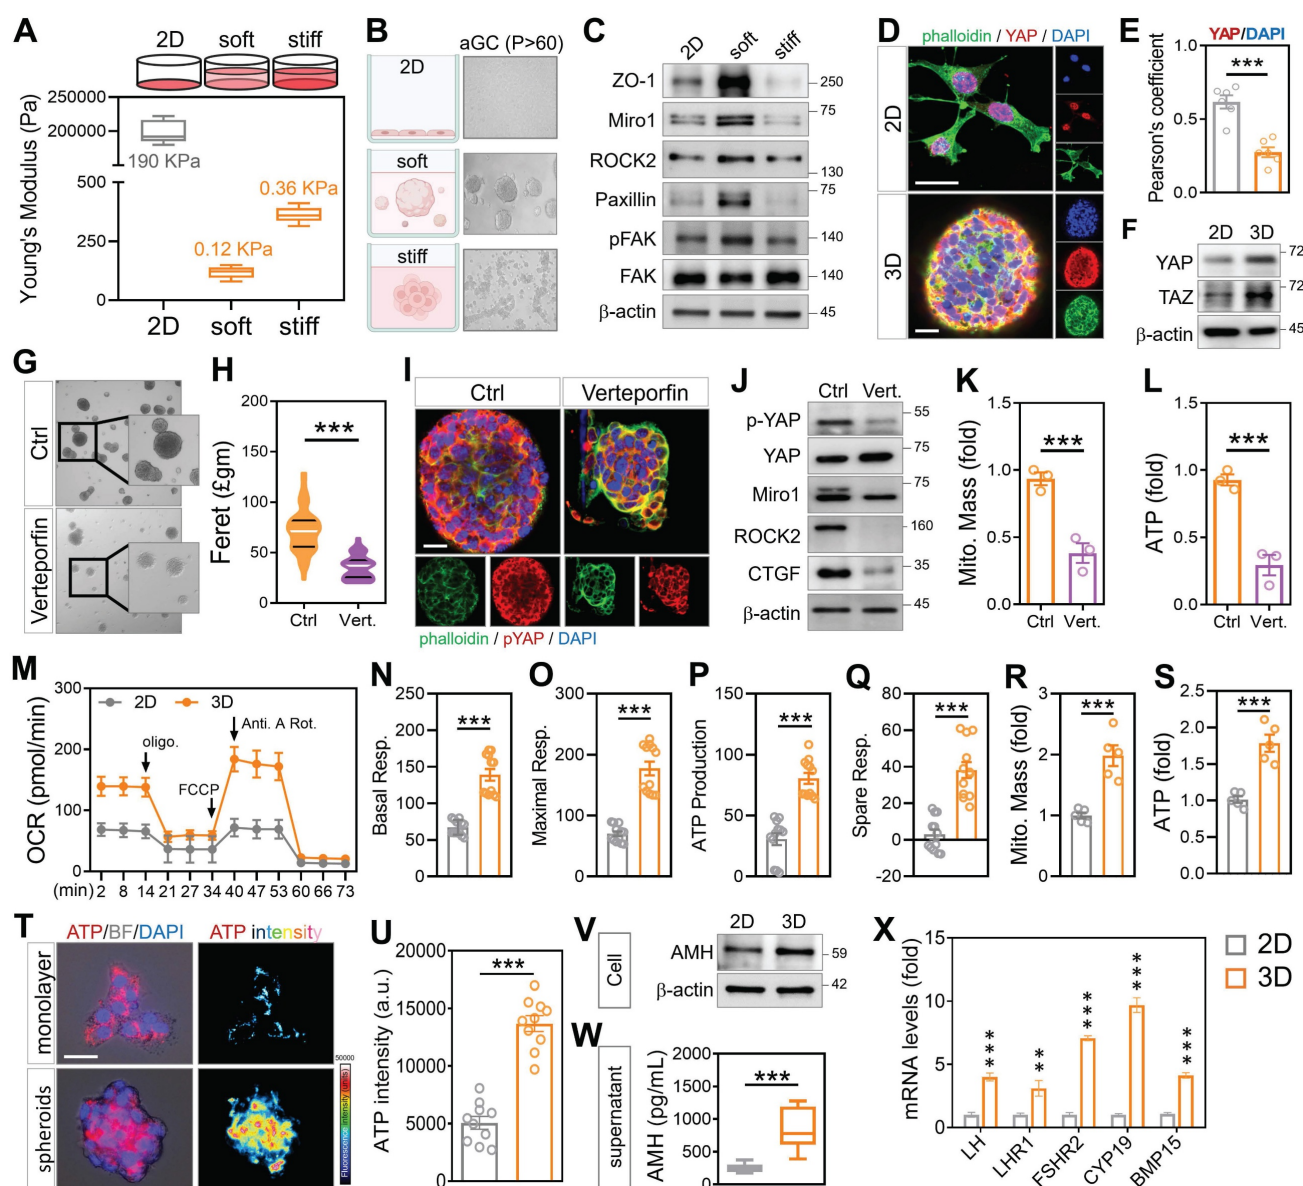 A
2D soft stiff
Young's Modulus (Pa)
250000
200000
190 KPa
500
0.36 KPa
250
0.12 KPa
0
2D soft stiff
B
aGC (P>60)
2D
soft
stiff
C
2D soft stiff
ZO-1 250
Miro1 75
ROCK2
130
Paxillin 75
pFAK 140
FAK 140
β-actin 45
D
phalloidin / YAP / DAPI
2D
3D
E
YAP/DAPI
Pearson's coefficient
1.0
***
0.5
0.0
F
2D 3D
YAP 72
TAZ 72
β-actin 45
G
Ctrl
Verteporfin
H
Feret (£gm)
200
150
***
100
50
0
Ctrl Vert.
I
Ctrl Verteporfin
phalloidin / pYAP / DAPI
J
Ctrl Vert.
p-YAP 55
YAP 75
Miro1 75
ROCK2 160
CTGF 35
β-actin 45
K
Mito. Mass (fold)
1.5
***
1.0
0.5
0.0
Ctrl Vert.
L
ATP (fold)
1.5
***
1.0
0.5
0.0
Ctrl Vert.
M
OCR (pmol/min)
300
2D 3D
200
oligo.
FCCP
Anti. A Rot.
100
0
(min) 2 8 14 21 27 34 40 47 53 60 66 73
N
Basal Resp.
250
200
***
150
100
50
0
O
Maximal Resp.
300
***
200
100
0
P
ATP Production
150
***
100
50
0
Q
Spare Resp.
80
***
60
40
20
0
-20
R
Mito. Mass (fold)
3
***
2
1
0
S
ATP (fold)
2.5
***
2.0
1.5
1.0
0.5
0.0
T
ATP/BF/DAPI ATP intensity
monolayer
spheroids
50000
Fluorescence intensity (units)
0
U
ATP intensity (a.u.)
20000
***
15000
10000
5000
0
V
Cell
2D 3D
AMH 59
β-actin 42
W
supernatant
AMH (pg/mL)
2000
***
1500
1000
500
0
X
mRNA levels (fold)
15
10
5
0
***
**
***
***
***
LH LHR1 FSHR2 CYP19 BMP15
2D
3D